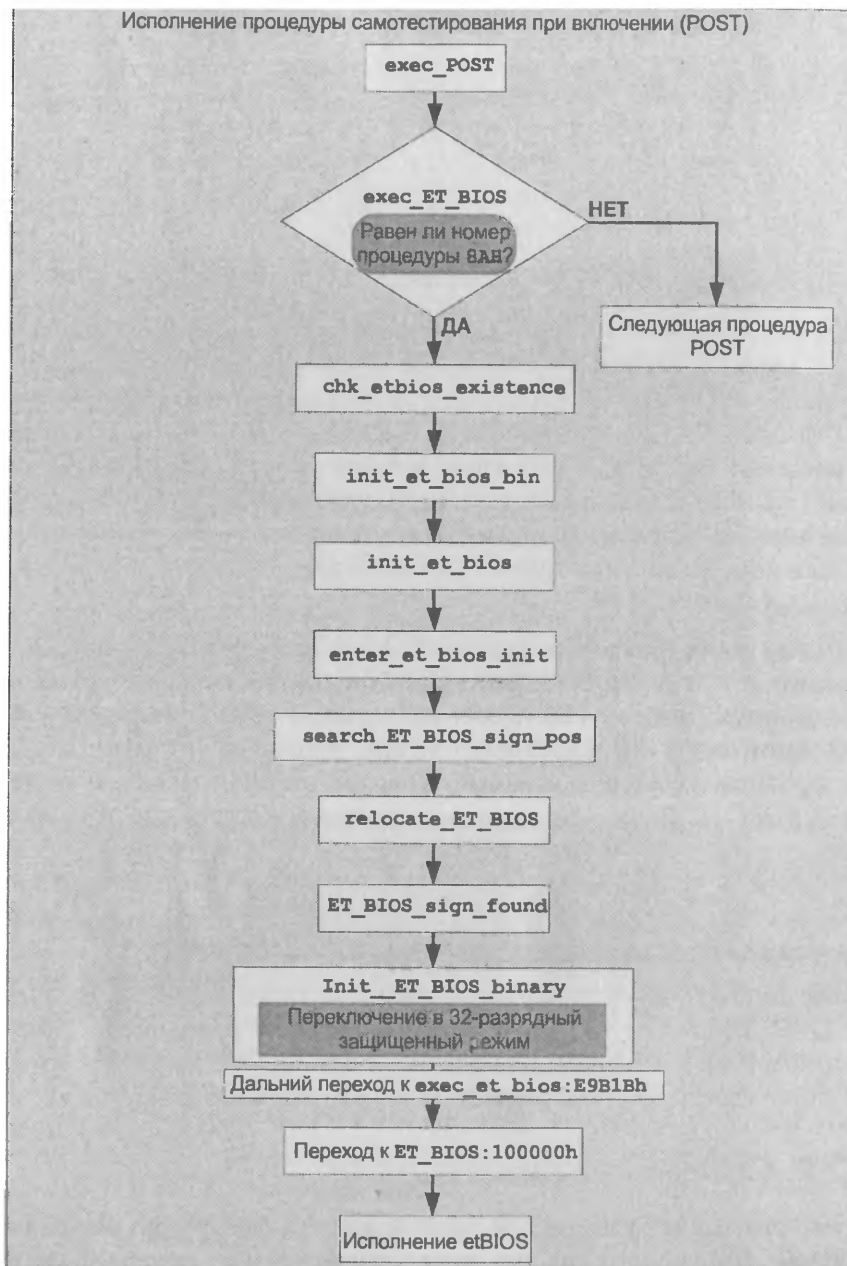 Исполнение процедуры самотестирования при включении (POST)
exec_POST
exec_ET_BIOS
Равен ли номер
процедуры 8AH?
НЕТ
ДА
Следующая процедура
POST
chk_etbios_existence
init_et_bios_bin
init_et_bios
enter_et_bios_init
search_ET_BIOS_sign_pos
relocate_ET_BIOS
ET_BIOS_sign_found
Init__ET_BIOS_binary
Переключение в 32-разрядный
защищенный режим
Дальний переход к exec_et_bios:E9B1Bh
Переход к ET_BIOS:100000h
Исполнение etBIOS